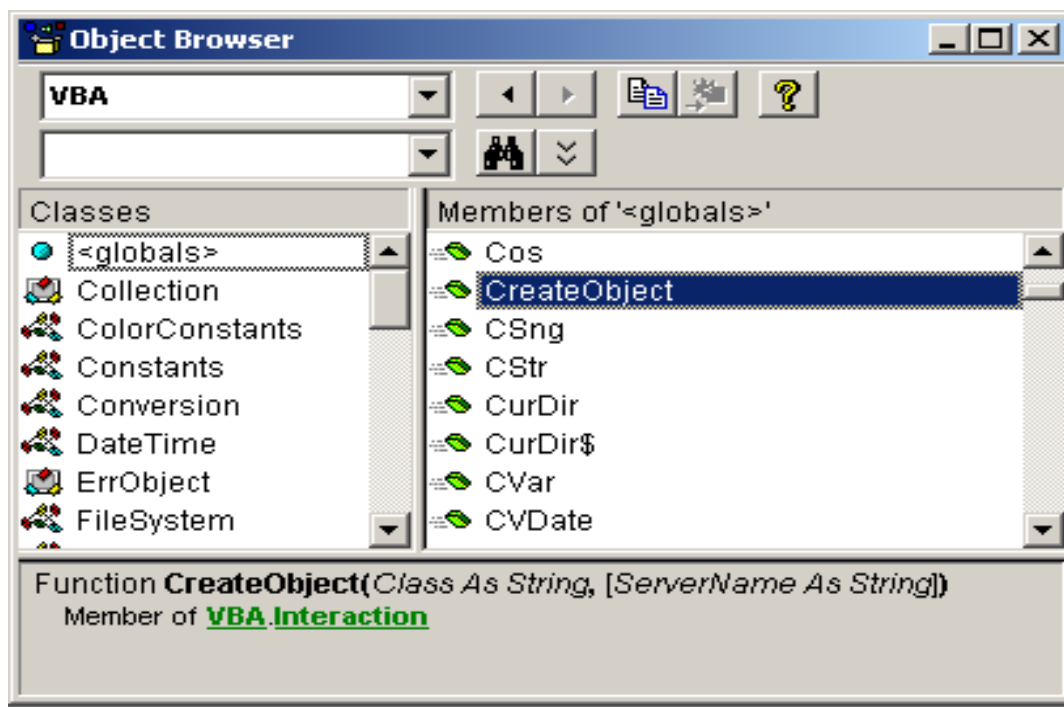 Object Browser
VBA
Classes
<globals>
Collection
ColorConstants
Constants
Conversion
DateTime
ErrObject
FileSystem
Members of '<globals>'
Cos
CreateObject
CSng
CStr
CurDir
CurDir$
CVar
CVDate
Function CreateObject(Class As String, [ServerName As String])
Member of VBA.Interaction